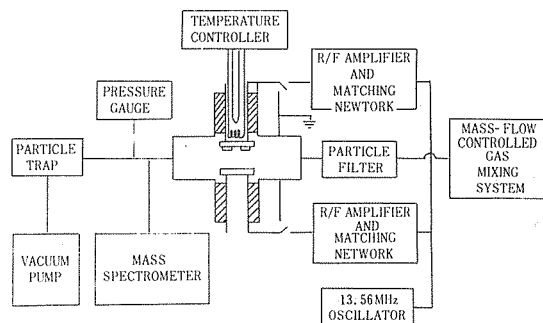 TEMPERATURE
CONTROLLER
R/F AMPLIFIER
AND
MATCHING
NEWTORK
PRESSURE
GAUGE
MASS-FLOW
CONTROLLED
GAS
MIXING
SYSTEM
PARTICLE
TRAP
PARTICLE
FILTER
R/F AMPLIFIER
AND
MATCHING
NETWORK
VACUUM
PUMP
MASS
SPECTROMETER
13.56MHz
OSCILLATOR